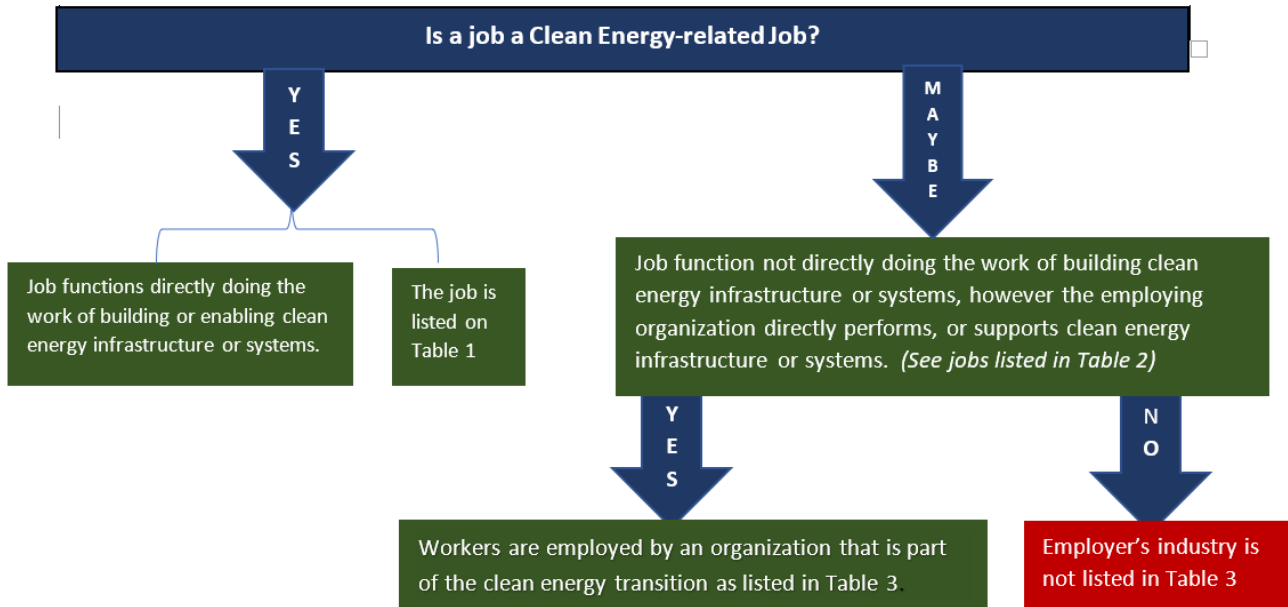 Is a job a Clean Energy-related Job?
YES
MAYBE
Job functions directly doing the
work of building or enabling clean
energy infrastructure or systems.
The job is
listed on
Table 1
Job function not directly doing the work of building clean
energy infrastructure or systems, however the employing
organization directly performs, or supports clean energy
infrastructure or systems. (See jobs listed in Table 2)
YES
NO
Workers are employed by an organization that is part
of the clean energy transition as listed in Table 3.
Employer’s industry is
not listed in Table 3